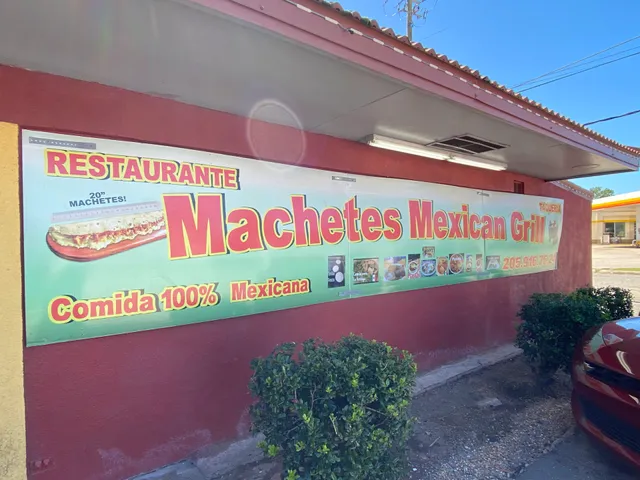 RESTAURANTE
20"
MACHETES!
Machetes Mexican Grill
Comida 100% Mexicana